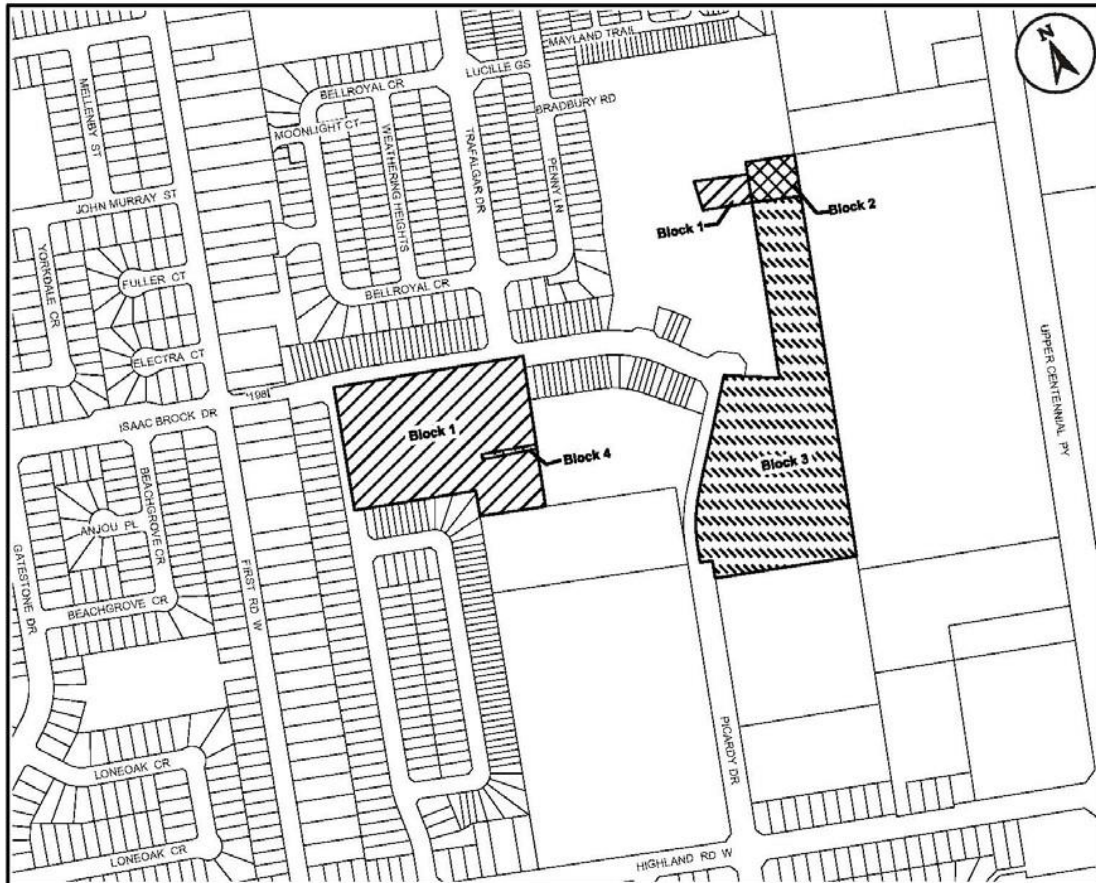 MAYLAND TRAIL
LUCILLE GS
N
BELLROYAL CR
MELLENBY ST
BRADBURY RD
MOONLIGHT CT
WEATHERING HEIGHTS
TRAFALGAR DR
PENNY LN
JOHN MURRAY ST
Block 2
Block 1
YORKDALE CR
FULLER CT
BELLROYAL CR
ELECTRA CT
UPPER CENTENNIAL PY
198
ISAAC BROCK DR
Block 1
Block 4
Block 3
BEACHGROVE CR
ANJOU PL
GATESTONE DR
FIRST RD W
BEACHGROVE CR
PICARDY DR
LONEOAK CR
LONEOAK CR
HIGHLAND RD W